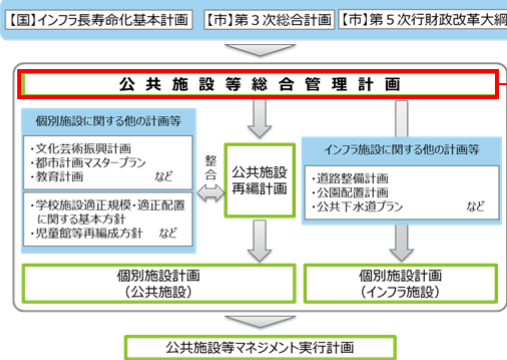 【国】インフラ長寿命化基本計画 【市】第3次総合計画 【市】第5次行財政改革大綱
公共施設等総合管理計画
個別施設に関する他の計画等
・文化芸術振興計画
・都市計画マスタープラン
・教育計画 など
・学校施設適正規模・適正配置
に関する基本方針
・児童館等再編成方針 など
整合
公共施設
再編計画
インフラ施設に関する他の計画等
・道路整備計画
・公園配置計画
・公共下水道プラン など
個別施設計画
(公共施設)
個別施設計画
(インフラ施設)
公共施設等マネジメント実行計画